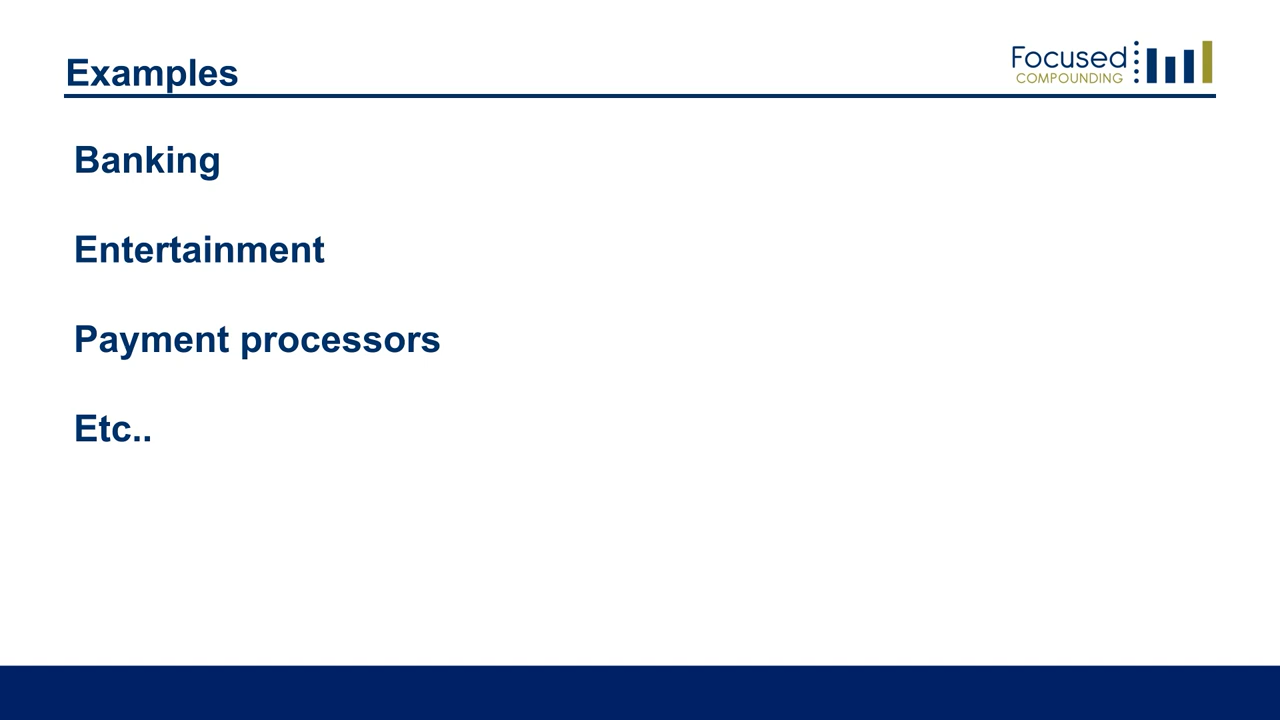 Examples
Focused
COMPOUNDING
Banking
Entertainment
Payment processors
Etc..